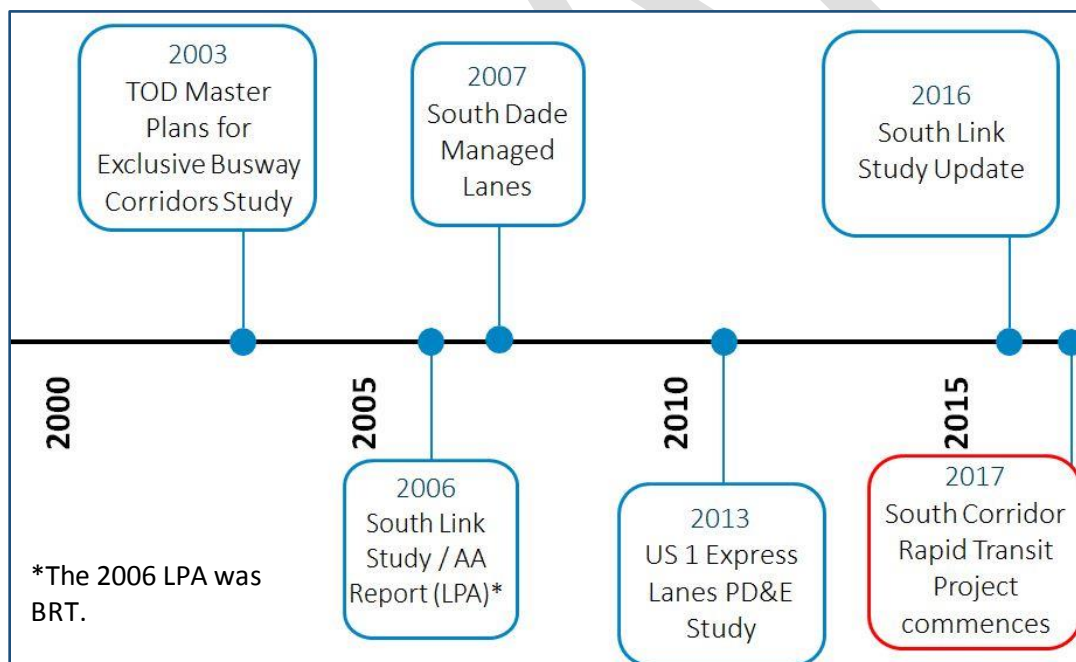 2003
TOD Master
Plans for
Exclusive Busway
Corridors Study
2007
South Dade
Managed
Lanes
2016
South Link
Study Update
2000
2005
2010
2015
2006
South Link
Study / AA
Report (LPA)*
2013
US 1 Express
Lanes PD&E
Study
2017
South Corridor
Rapid Transit
Project
commences
*The 2006 LPA was
BRT.